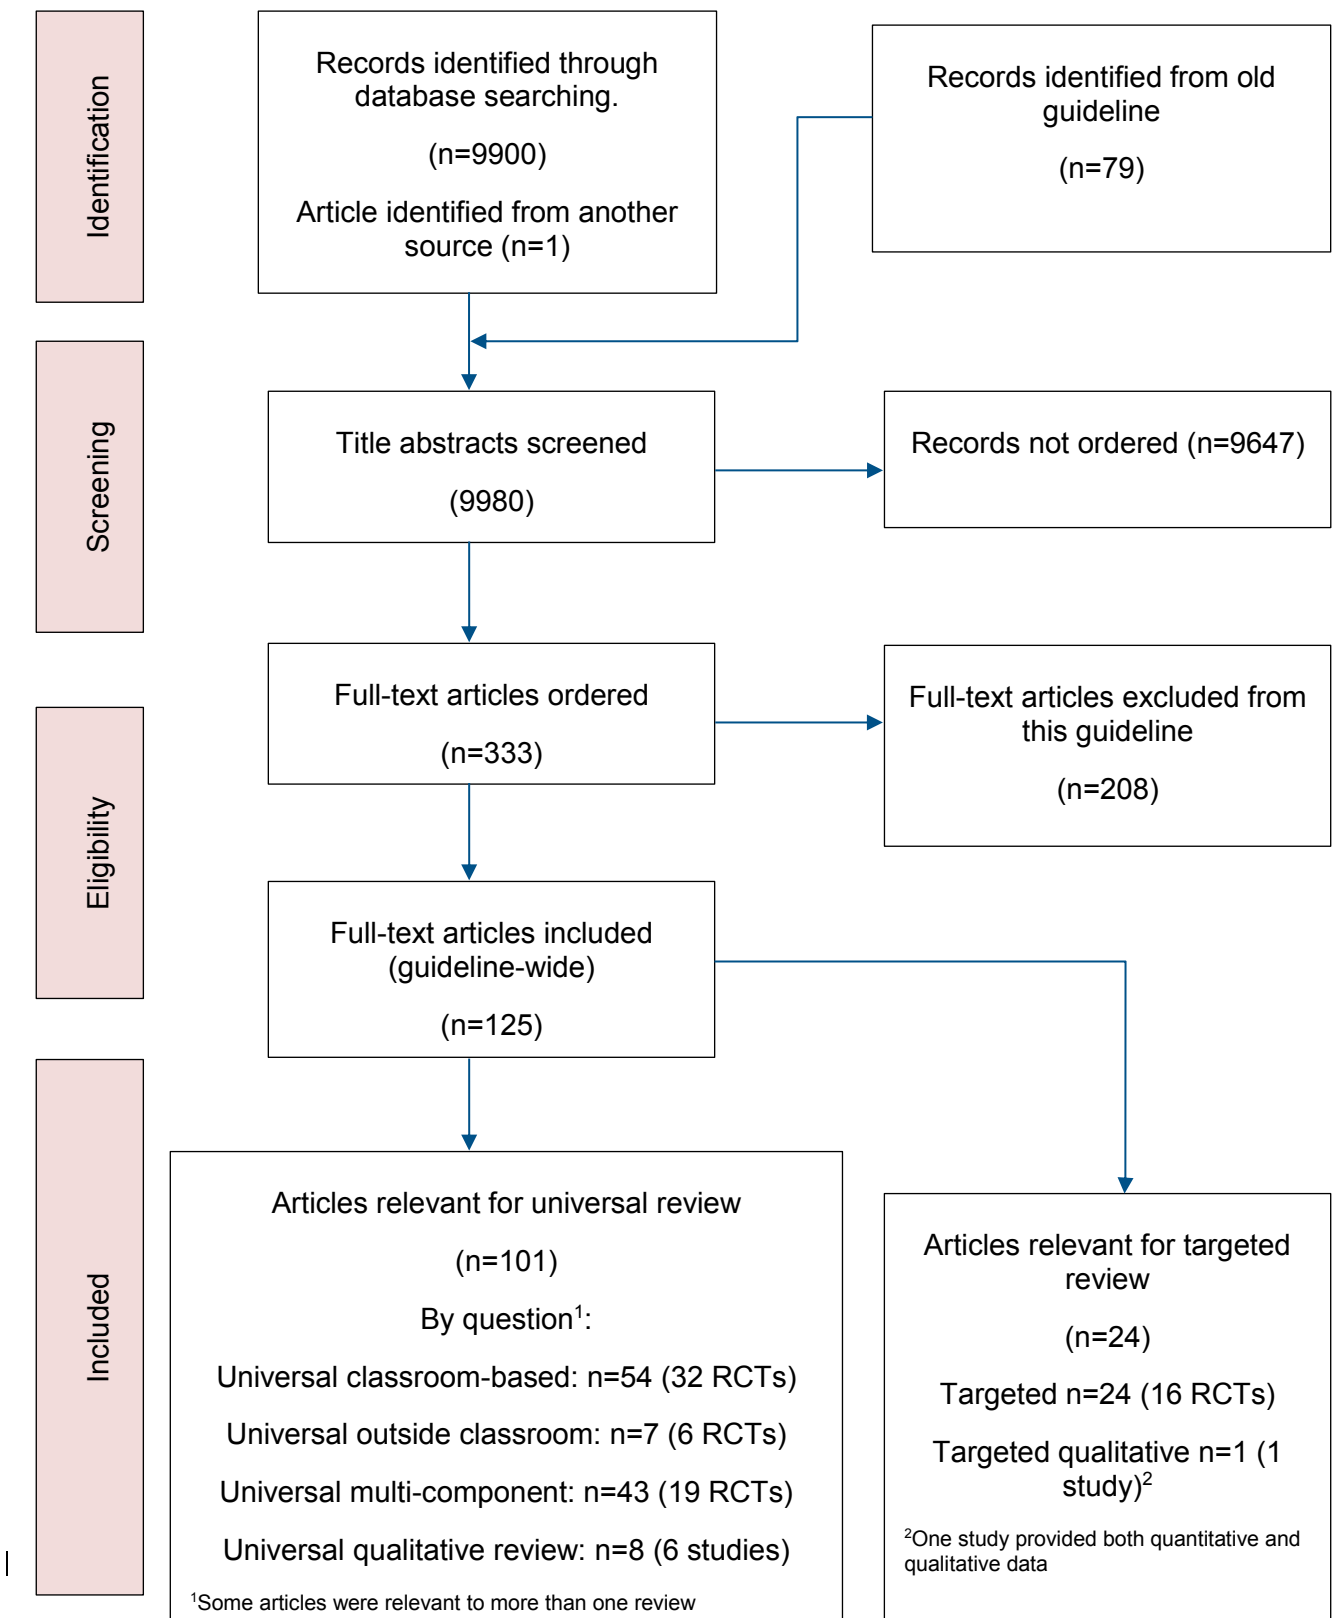 Identification
Records identified through
database searching.
(n=9900)
Article identified from another
source (n=1)
Records identified from old
guideline
(n=79)
Screening
Title abstracts screened
(9980)
Records not ordered (n=9647)
Eligibility
Full-text articles ordered
(n=333)
Full-text articles excluded from
this guideline
(n=208)
Full-text articles included
(guideline-wide)
(n=125)
Included
Articles relevant for universal review
(n=101)
By question¹:
Universal classroom-based: n=54 (32 RCTs)
Universal outside classroom: n=7 (6 RCTs)
Universal multi-component: n=43 (19 RCTs)
Universal qualitative review: n=8 (6 studies)
¹Some articles were relevant to more than one review
Articles relevant for targeted
review
(n=24)
Targeted n=24 (16 RCTs)
Targeted qualitative n=1 (1
study)²
²One study provided both quantitative and
qualitative data